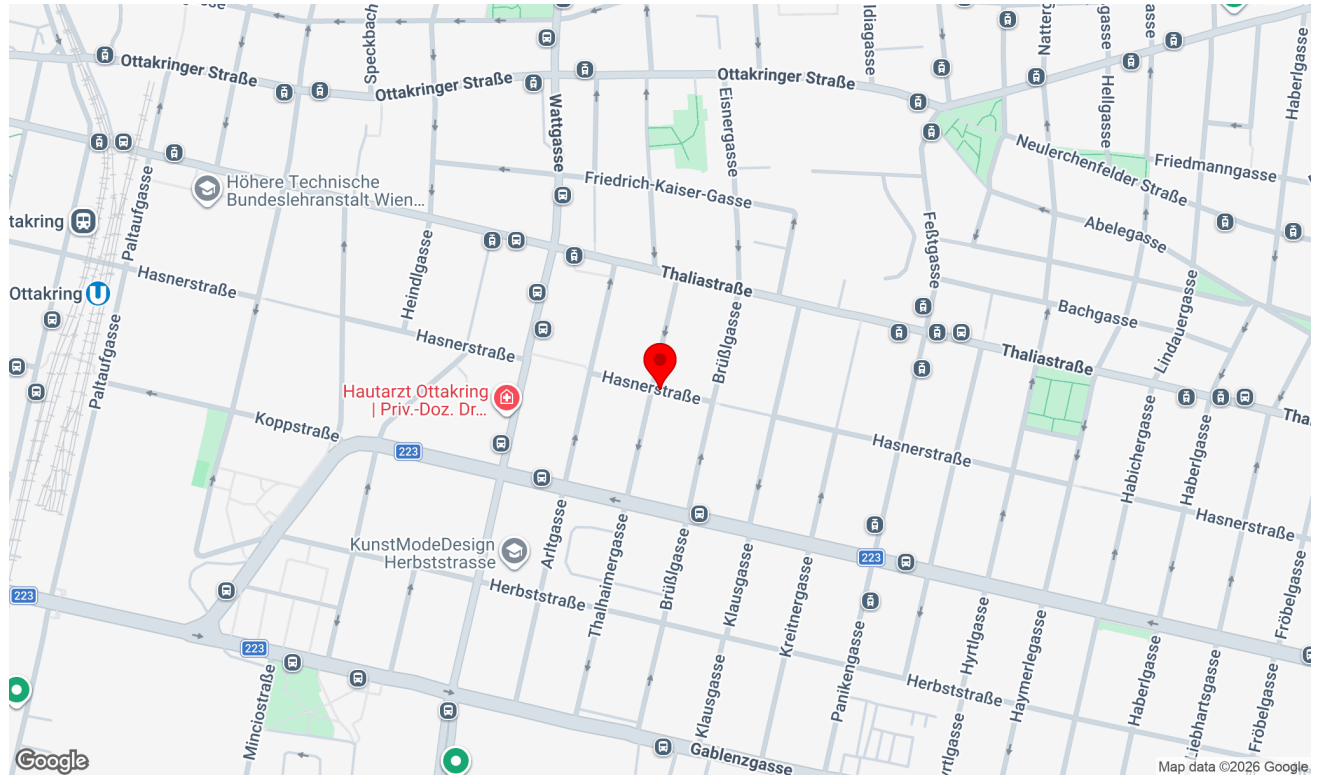 Speckbach
Ottakringer Straße
Ottakringer Straße
Wattgasse
Ottakringer Straße
Eisnergasse
Nattergasse
Hellgasse
Haberlgasse
Neulerchenfelder Straße
Friedmanngasse
Höhere Technische
Bundeslehranstalt Wien...
Friedrich-Kaiser-Gasse
Abelegasse
Paltaufgasse
Heindlgasse
Feßtgasse
Hasnerstraße
Thaliastraße
Ottakring
Bachgasse
Lindauergasse
Hasnerstraße
Brüßlgasse
Thaliastraße
Paltaufgasse
Hasnerstraße
Hautarzt Ottakring
| Priv.-Doz. Dr...
Koppstraße
223
Hasnerstraße
Habichergasse
Haberlgasse
Hasnerstraße
KunstModeDesign
Herbststrasse
Arltgasse
Thalhaimergasse
Brüßlgasse
Klausgasse
Kreitnergasse
223
223
Herbststraße
Fröbelgasse
Hyrtlgasse
Haymerlegasse
223
Panikengasse
Herbststraße
Haberlgasse
Liebhartsgasse
Fröbelgasse
Minciostraße
Klausgasse
Gablenzgasse
Google
Map data ©2026 Google